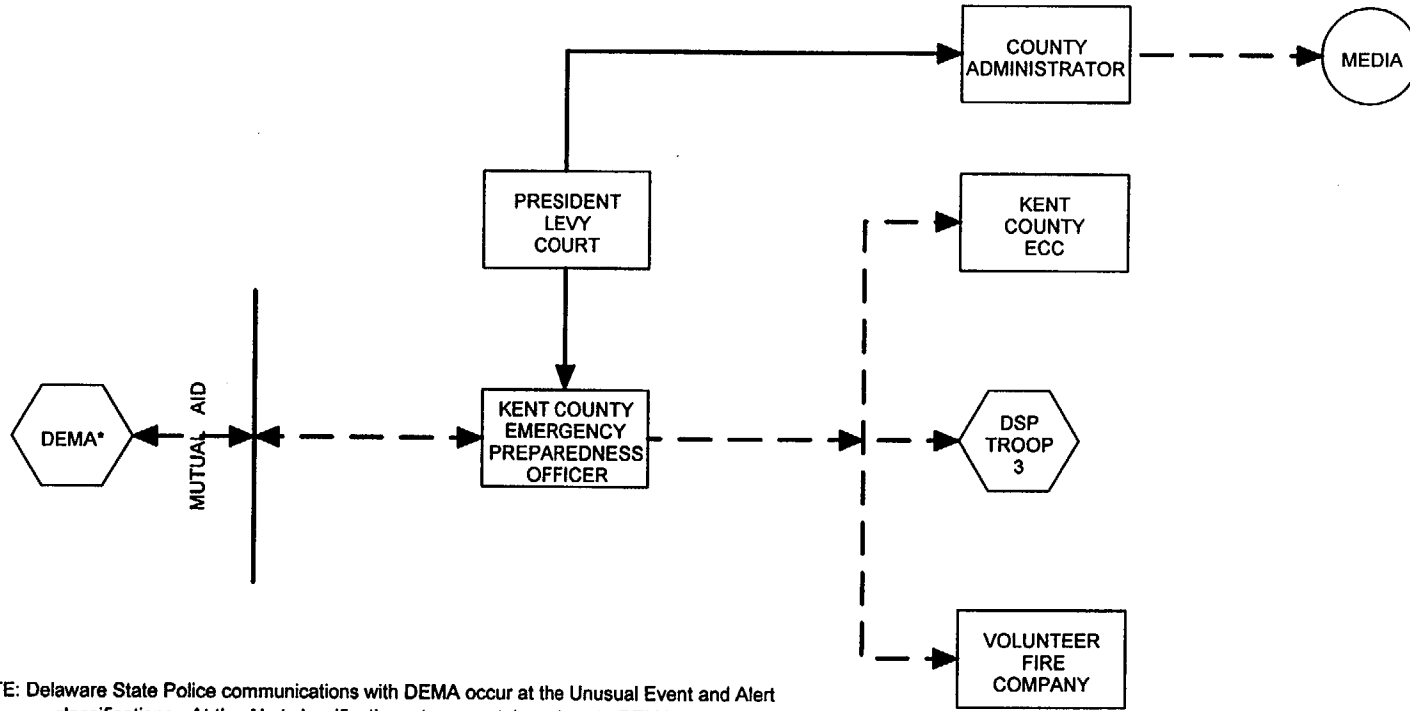 COUNTY
ADMINISTRATOR
MEDIA
PRESIDENT
LEVY
COURT
KENT
COUNTY
ECC
DEMA*
MUTUAL AID
KENT COUNTY
EMERGENCY
PREPAREDNESS
OFFICER
DSP
TROOP
3
VOLUNTEER
FIRE
COMPANY
TE: Delaware State Police communications with DEMA occur at the Unusual Event and Alert